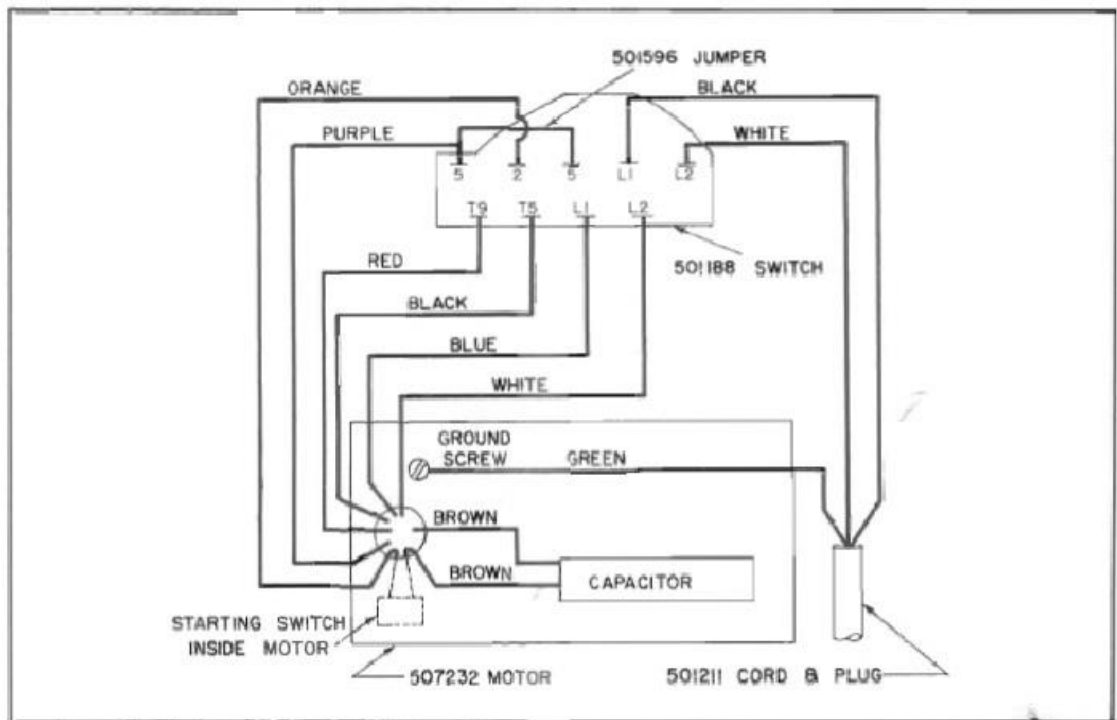 501596 JUMPER
ORANGE
BLACK
PURPLE
WHITE
5 2 5 L1 L2
T9 T5 L1 L2
RED
501188 SWITCH
BLACK
BLUE
WHITE
GROUND
SCREW
GREEN
BROWN
BROWN
CAPACITOR
STARTING SWITCH
INSIDE MOTOR
507232 MOTOR
501211 CORD & PLUG